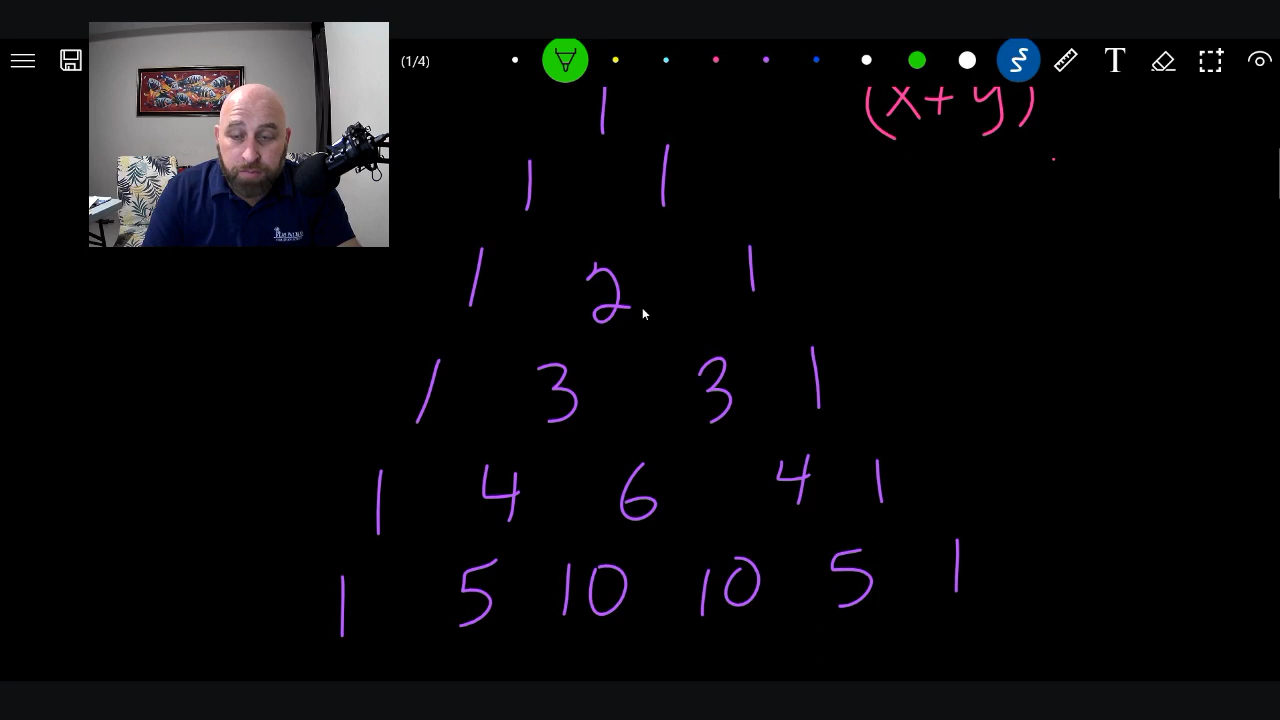 (1/4)
T
1
(x+y)
1 1
1 2 1
1 3 3 1
1 4 6 4 1
1 5 10 10 5 1